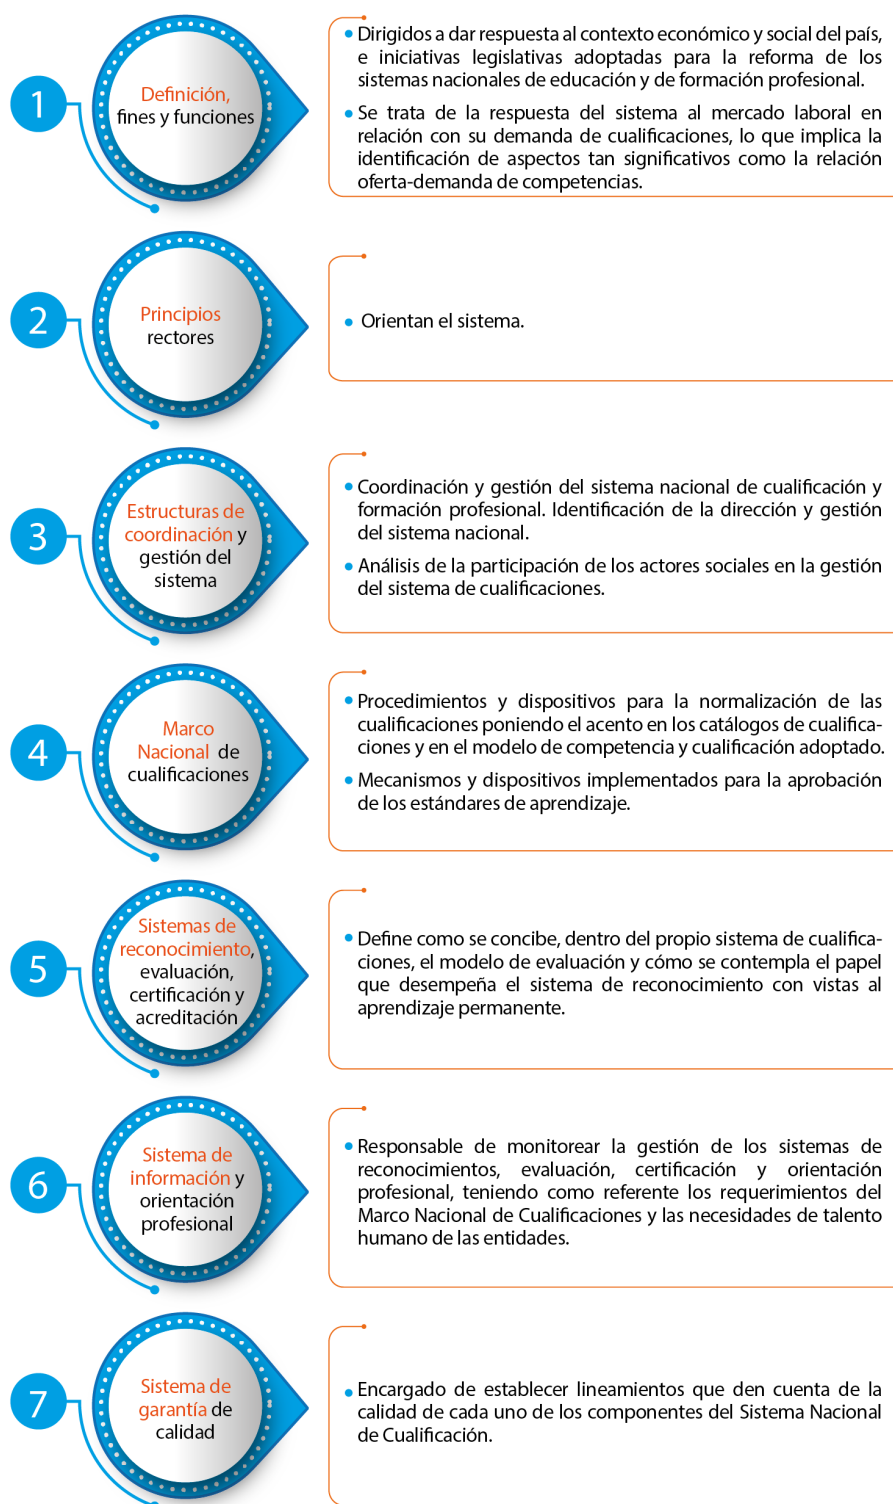 1
Definición,
fines y funciones
Dirigidos a dar respuesta al contexto económico y social del país,
e iniciativas legislativas adoptadas para la reforma de los
sistemas nacionales de educación y de formación profesional.
Se trata de la respuesta del sistema al mercado laboral en
relación con su demanda de cualificaciones, lo que implica la
identificación de aspectos tan significativos como la relación
oferta-demanda de competencias.
2
Principios
rectores
Orientan el sistema.
3
Estructuras de
coordinación y
gestión del
sistema
Coordinación y gestión del sistema nacional de cualificación y
formación profesional. Identificación de la dirección y gestión
del sistema nacional.
Análisis de la participación de los actores sociales en la gestión
del sistema de cualificaciones.
4
Marco
Nacional de
cualificaciones
Procedimientos y dispositivos para la normalización de las
cualificaciones poniendo el acento en los catálogos de cualifica-
ciones y en el modelo de competencia y cualificación adoptado.
Mecanismos y dispositivos implementados para la aprobación
de los estándares de aprendizaje.
5
Sistemas de
reconocimiento,
evaluación,
certificación y
acreditación
Define como se concibe, dentro del propio sistema de cualifica-
ciones, el modelo de evaluación y cómo se contempla el papel
que desempeña el sistema de reconocimiento con vistas al
aprendizaje permanente.
6
Sistema de
información y
orientación
profesional
Responsable de monitorear la gestión de los sistemas de
reconocimientos, evaluación, certificación y orientación
profesional, teniendo como referente los requerimientos del
Marco Nacional de Cualificaciones y las necesidades de talento
humano de las entidades.
7
Sistema de
garantía de
calidad
Encargado de establecer lineamientos que den cuenta de la
calidad de cada uno de los componentes del Sistema Nacional
de Cualificación.